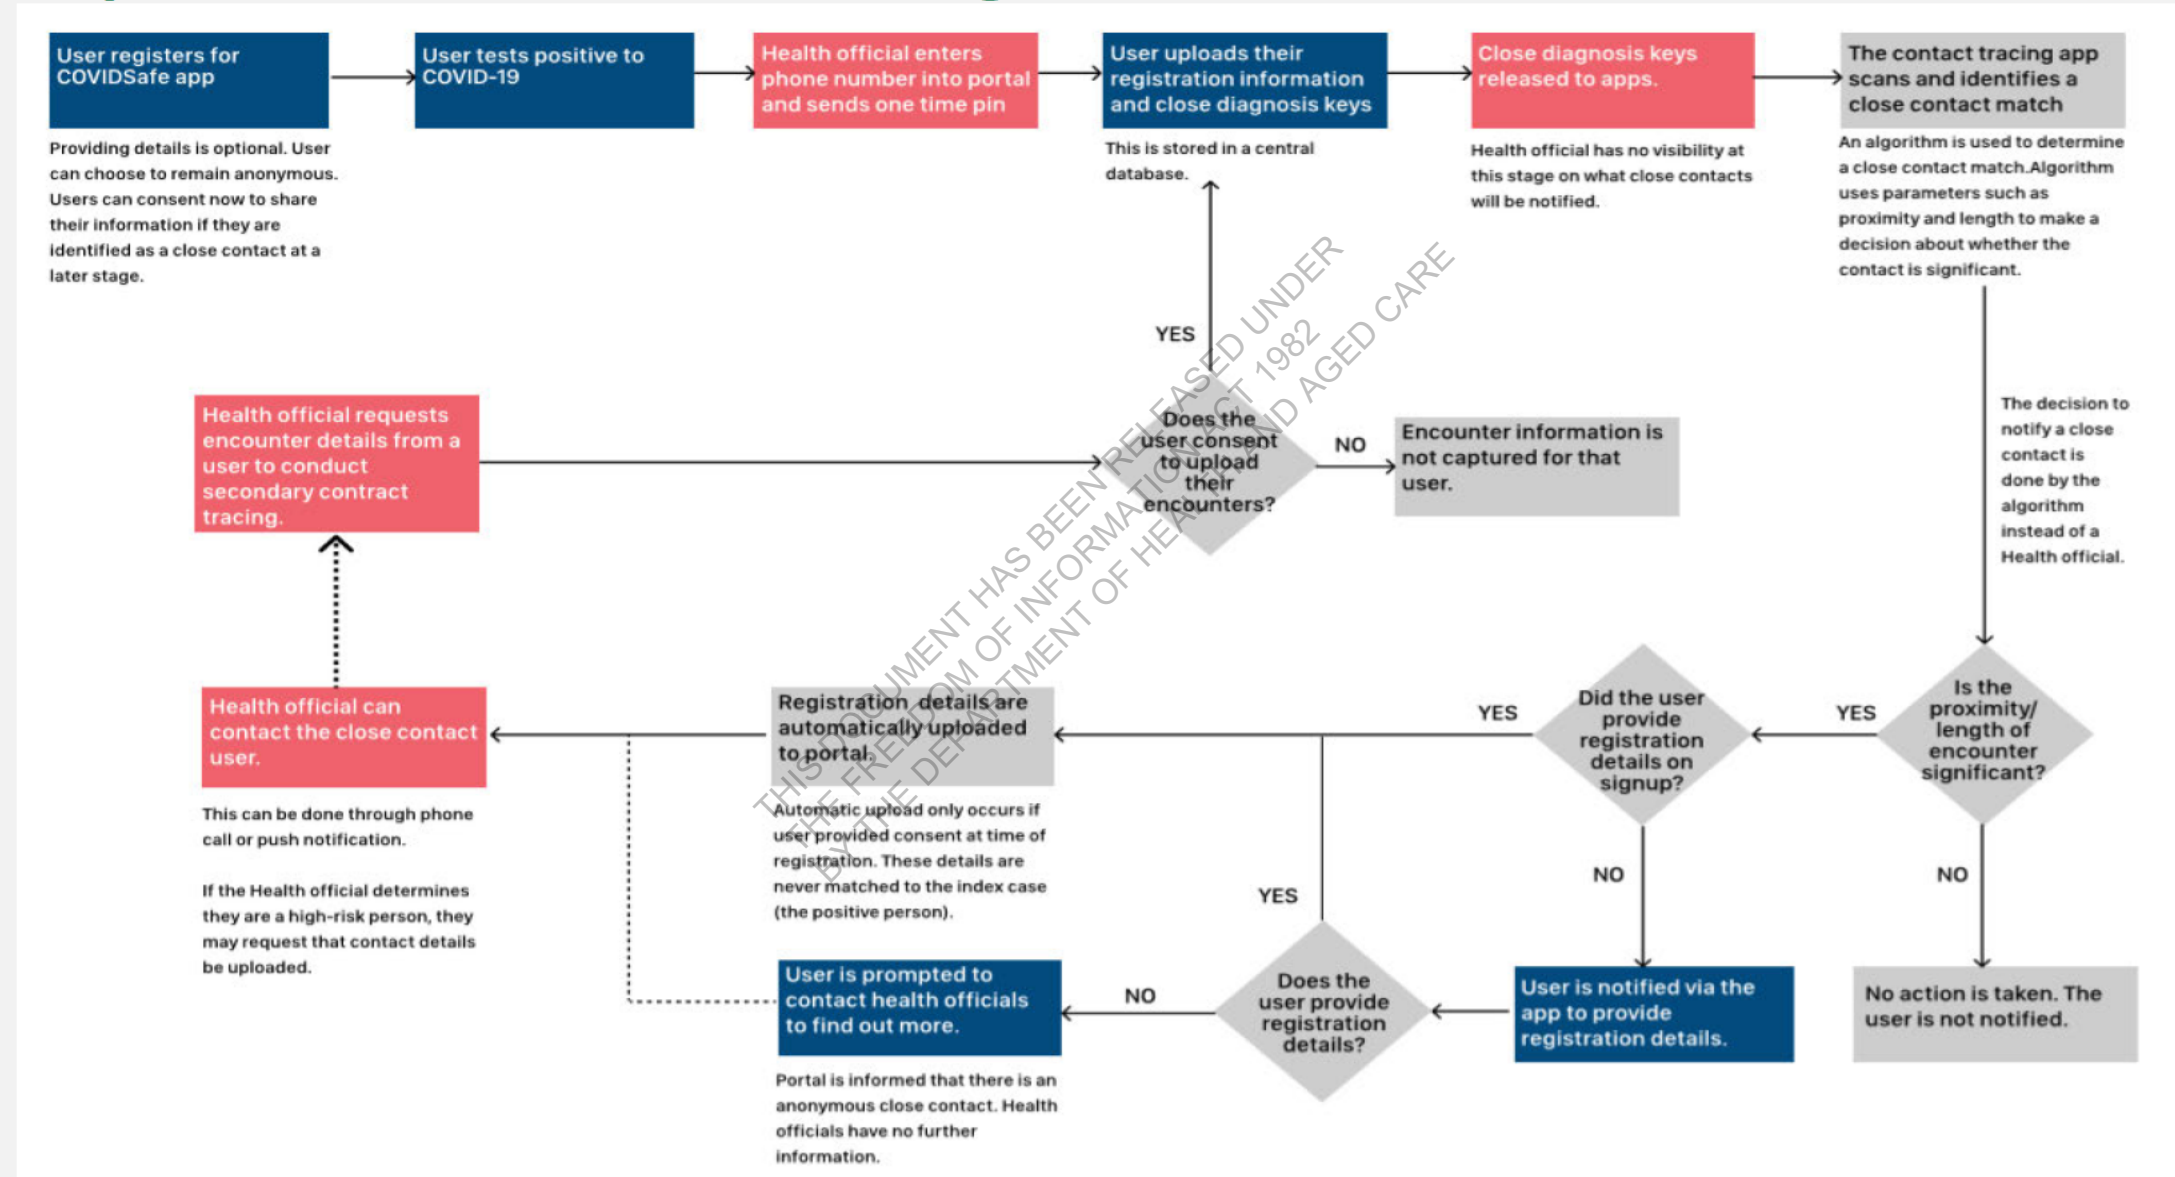 User registers for
COVIDSafe app
User tests positive to
COVID-19
Health official enters
phone number into portal
and sends one time pin
User uploads their
registration information
and close diagnosis keys
Close diagnosis keys
released to apps.
The contact tracing app
scans and identifies a
close contact match
Providing details is optional. User
can choose to remain anonymous.
Users can consent now to share
their information if they are
identified as a close contact at a
later stage.
This is stored in a central
database.
Health official has no visibility at
this stage on what close contacts
will be notified.
An algorithm is used to determine
a close contact match.Algorithm
uses parameters such as
proximity and length to make a
decision about whether the
contact is significant.
YES
Health official requests
encounter details from a
user to conduct
secondary contract
tracing.
Does the
user consent
to upload
their
encounters?
NO
Encounter information is
not captured for that
user.
The decision to
notify a close
contact is
done by the
algorithm
instead of a
Health official.
THIS DOCUMENT HAS BEEN RELEASED UNDER
THE FREEDOM OF INFORMATION ACT 1982
BY THE DEPARTMENT OF HEALTH AND AGED CARE
Health official can
contact the close contact
user.
Registration details are
automatically uploaded
to portal.
YES
Did the user
provide
registration
details on
signup?
YES
Is the
proximity/
length of
encounter
significant?
This can be done through phone
call or push notification.
If the Health official determines
they are a high-risk person, they
may request that contact details
be uploaded.
Automatic upload only occurs if
user provided consent at time of
registration. These details are
never matched to the index case
(the positive person).
YES
NO
NO
User is prompted to
contact health officials
to find out more.
NO
Does the
user provide
registration
details?
User is notified via the
app to provide
registration details.
No action is taken. The
user is not notified.
Portal is informed that there is an
anonymous close contact. Health
officials have no further
information.